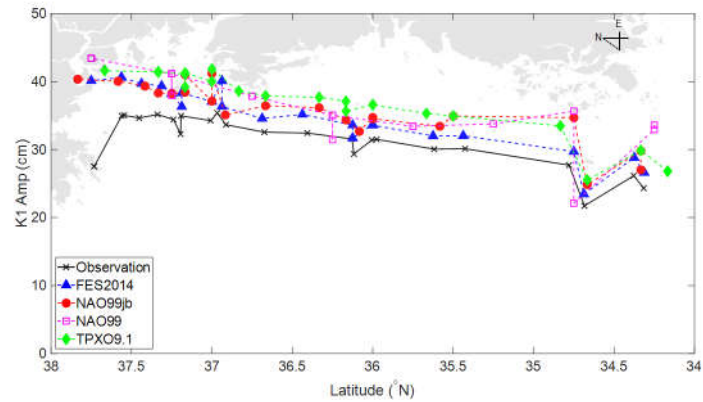 50
40
30
20
10
0
K1 Amp (cm)
E
N
Observation
FES2014
NAO99jb
NAO99
TPXO9.1
38
37.5
37
36.5
36
35.5
35
34.5
34
Latitude (°N)